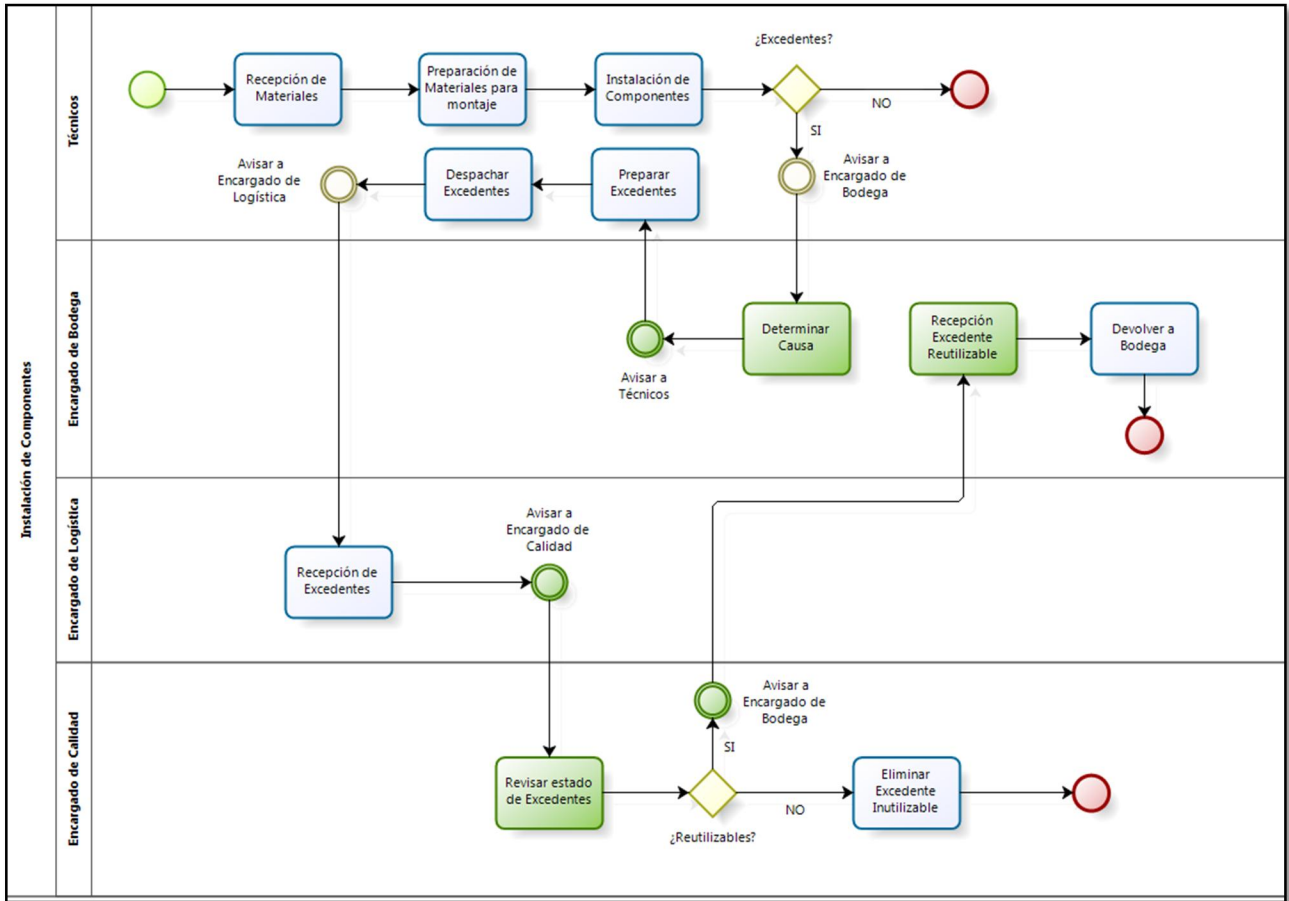 Instalación de Componentes
Técnicos
¿Excedentes?
Recepción de
Materiales
Preparación de
Materiales para
montaje
Instalación de
Componentes
NO
SI
Avisar a
Encargado de
Logística
Despachar
Excedentes
Preparar
Excedentes
Avisar a
Encargado de
Bodega
Encargado de Bodega
Determinar
Causa
Avisar a
Técnicos
Recepción
Excedente
Reutilizable
Devolver a
Bodega
Encargado de Logística
Recepción de
Excedentes
Avisar a
Encargado de
Calidad
Encargado de Calidad
Avisar a
Encargado de
Bodega
SI
Revisar estado
de Excedentes
¿Reutilizables?
NO
Eliminar
Excedente
Inutilizable